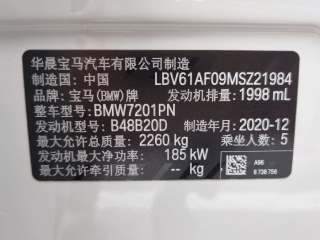 华晨宝马汽车有限公司制造
制造国：中国 LBV61AF09MSZ21984
品牌：宝马(BMW)牌 发动机排量：1998 mL
整车型号：BMW7201PN
发动机型号：B48B20D 制造年月：2020-12
最大允许总质量：2260 kg 乘坐人数：5
发动机最大净功率：185 kW
最大允许牵引质量：-- kg
A96
9 738 756